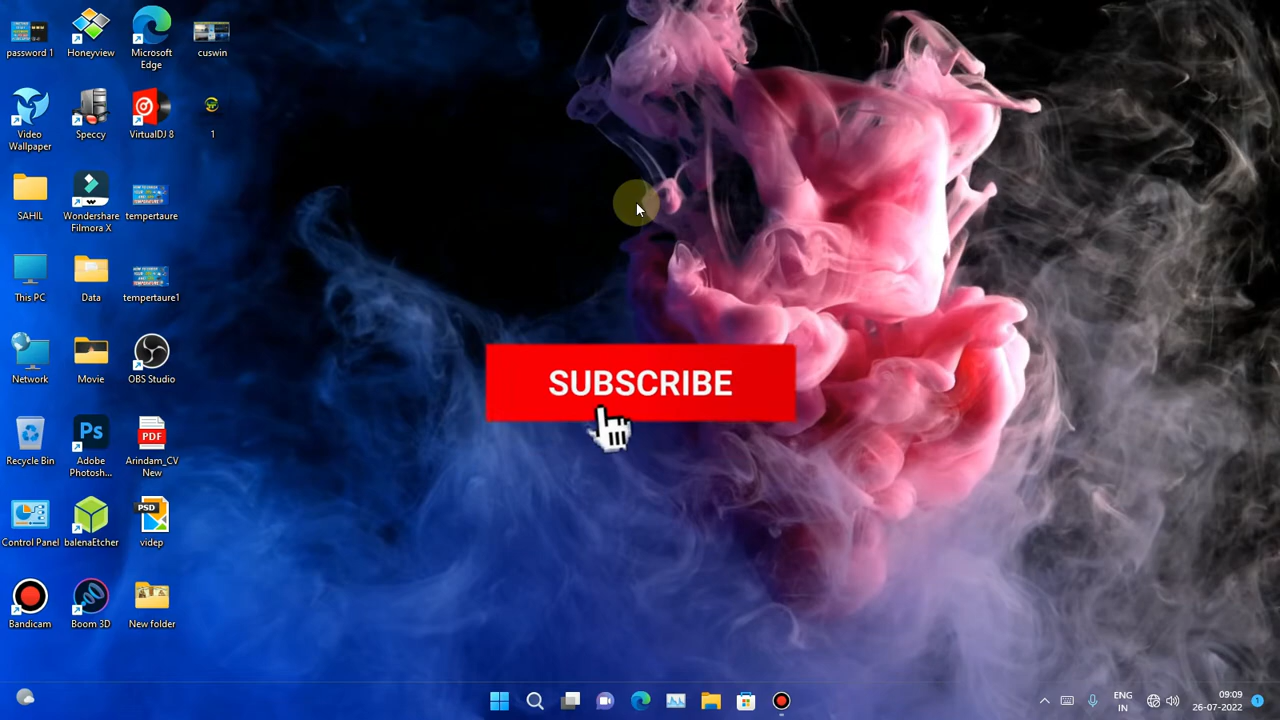 password 1
Honeyview
Microsoft
Edge
cuswin
Video
Wallpaper
Speccy
VirtualDJ 8
1
SAHIL
Wondershare
Filmora X
tempertaure
This PC
Data
tempertaure1
Network
Movie
OBS Studio
Recycle Bin
Ps
Adobe
Photosh...
PDF
Arindam_CV
New
Control Panel
balenaEtcher
PSD
videp
Bandicam
Boom 3D
New folder
SUBSCRIBE
ENG
IN
09:09
26-07-2022
1